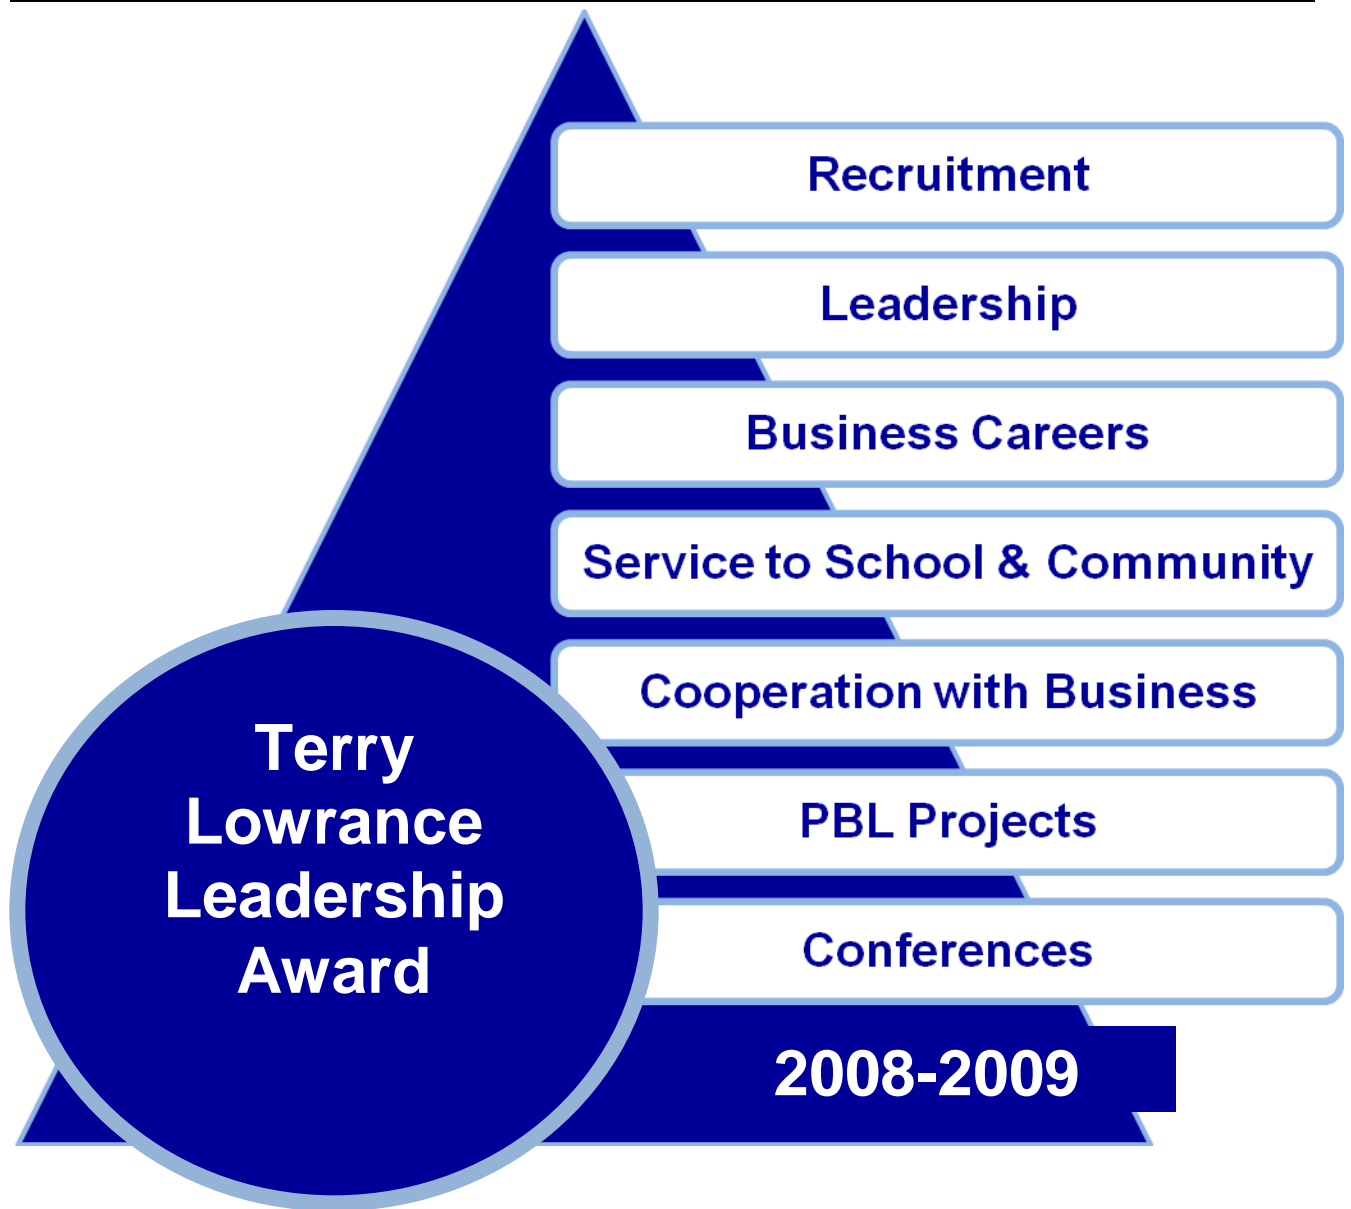 Recruitment
Leadership
Business Careers
Service to School & Community
Cooperation with Business
PBL Projects
Conferences
Terry
Lowrance
Leadership
Award
2008-2009